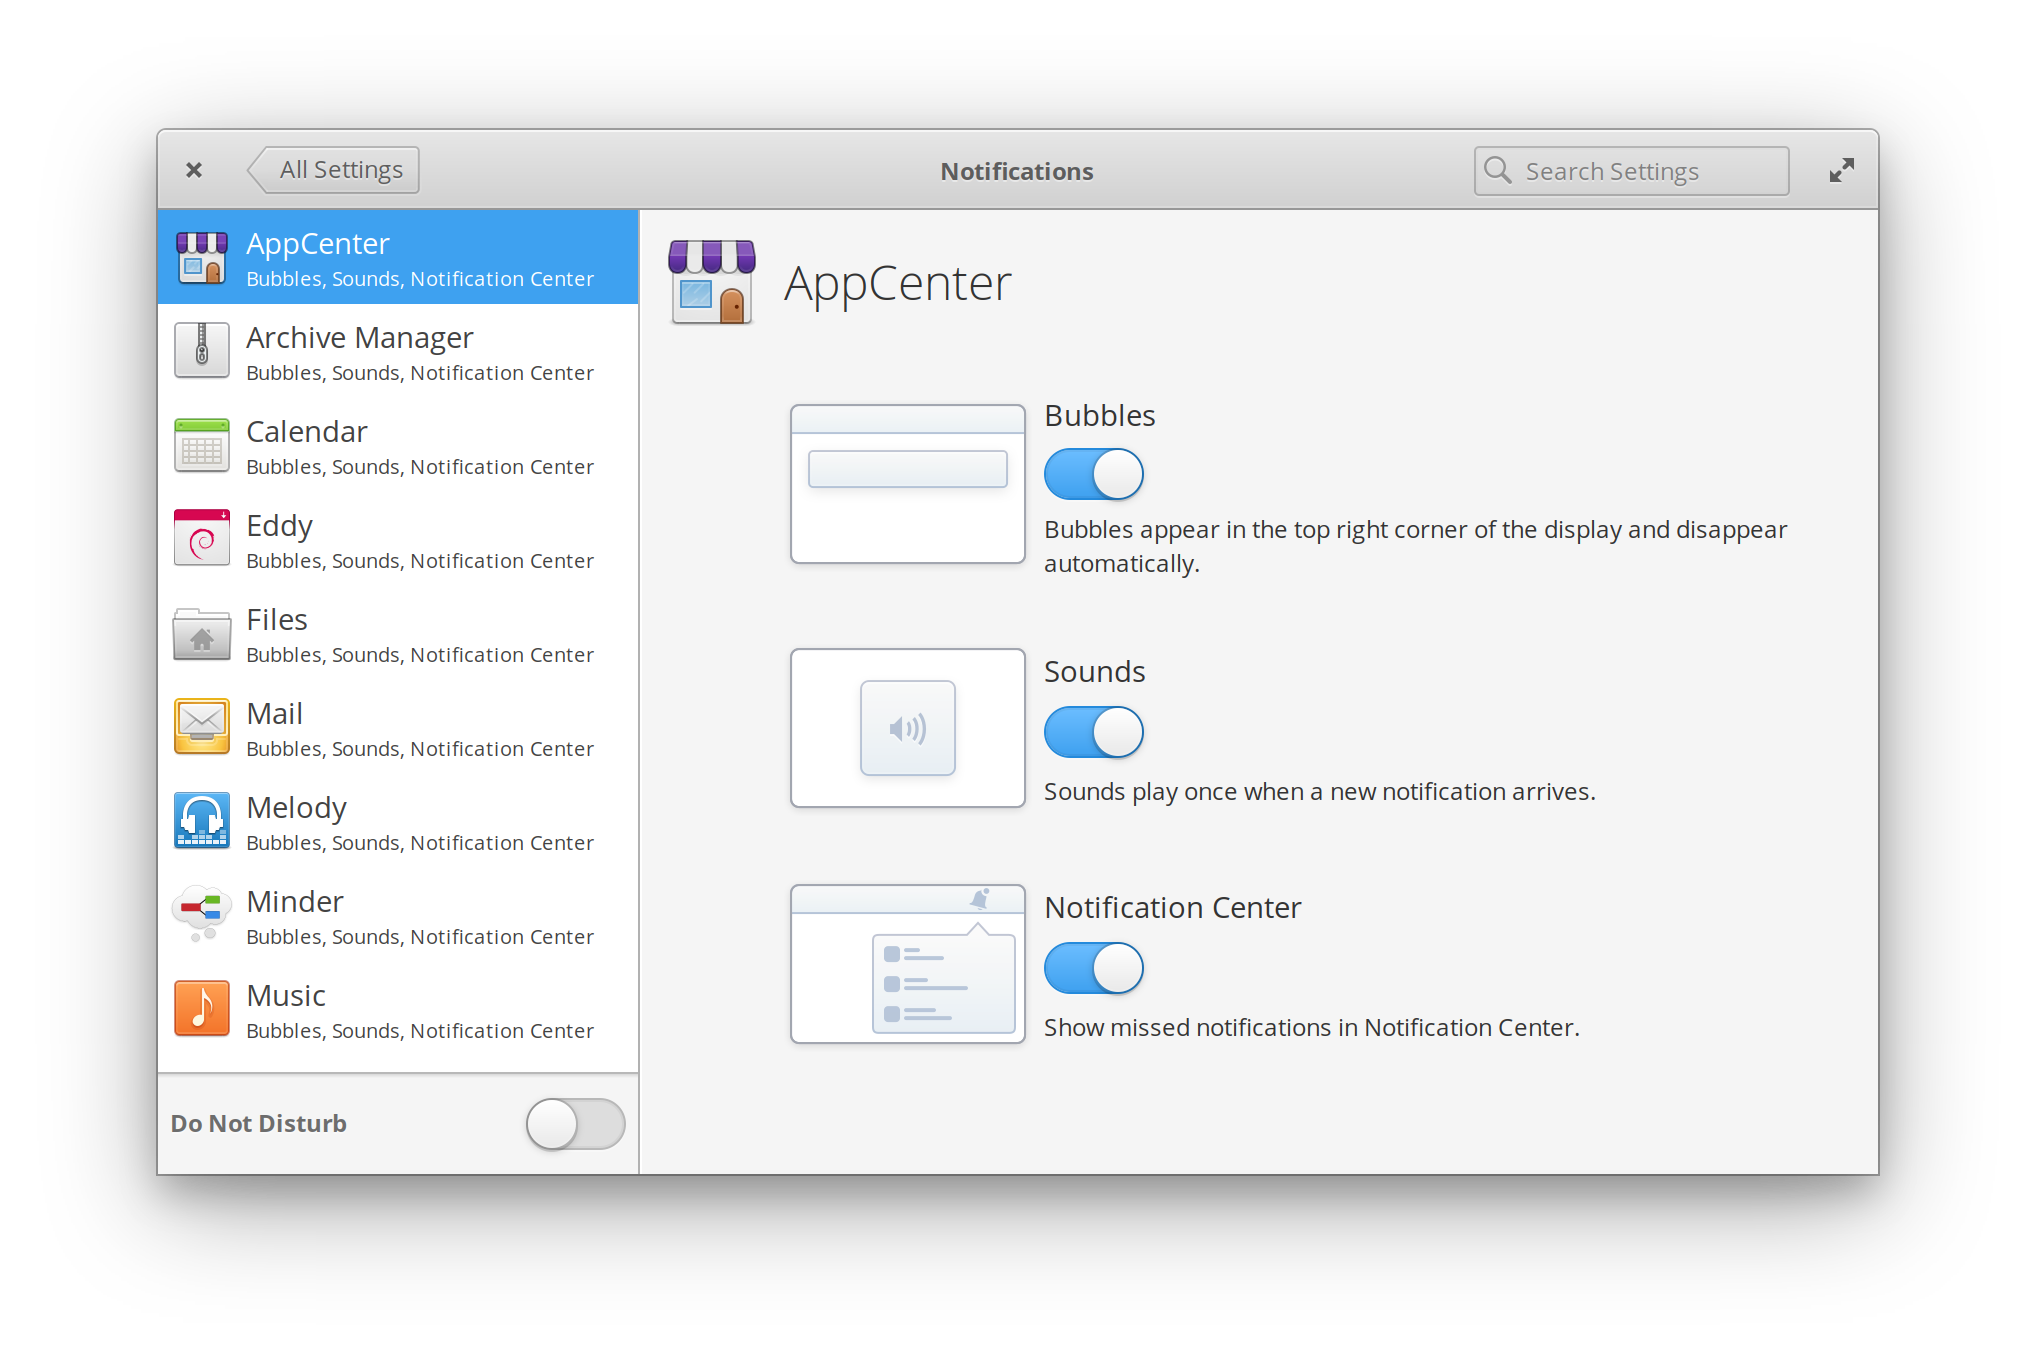 All Settings
Notifications
Search Settings
AppCenter
Bubbles, Sounds, Notification Center
Archive Manager
Bubbles, Sounds, Notification Center
Calendar
Bubbles, Sounds, Notification Center
Eddy
Bubbles, Sounds, Notification Center
Files
Bubbles, Sounds, Notification Center
Mail
Bubbles, Sounds, Notification Center
Melody
Bubbles, Sounds, Notification Center
Minder
Bubbles, Sounds, Notification Center
Music
Bubbles, Sounds, Notification Center
Do Not Disturb
AppCenter
Bubbles
Bubbles appear in the top right corner of the display and disappear
automatically.
Sounds
Sounds play once when a new notification arrives.
Notification Center
Show missed notifications in Notification Center.